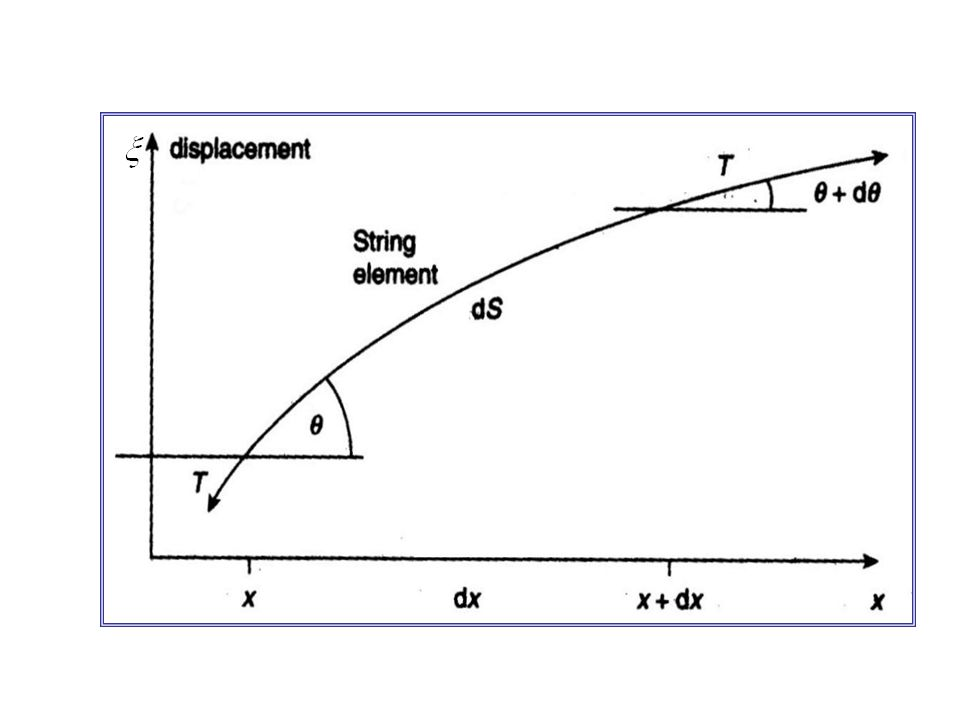 ξ displacement
T
θ + dθ
String
element
dS
θ
T
x dx x + dx x